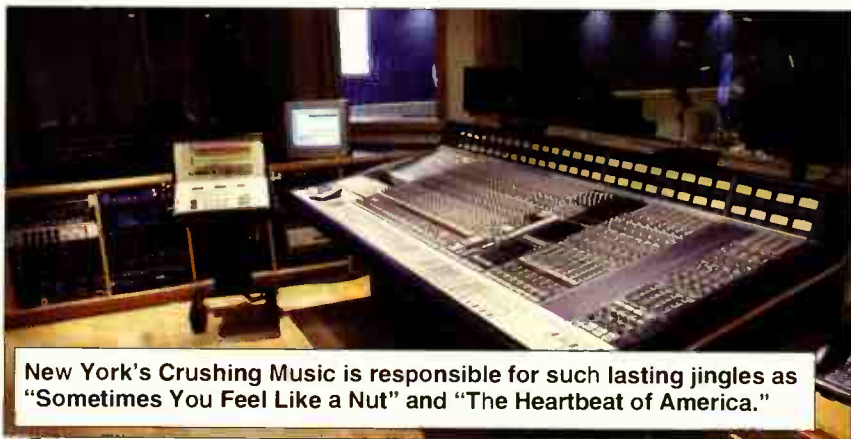 New York's Crushing Music is responsible for such lasting jingles as
"Sometimes You Feel Like a Nut" and "The Heartbeat of America."